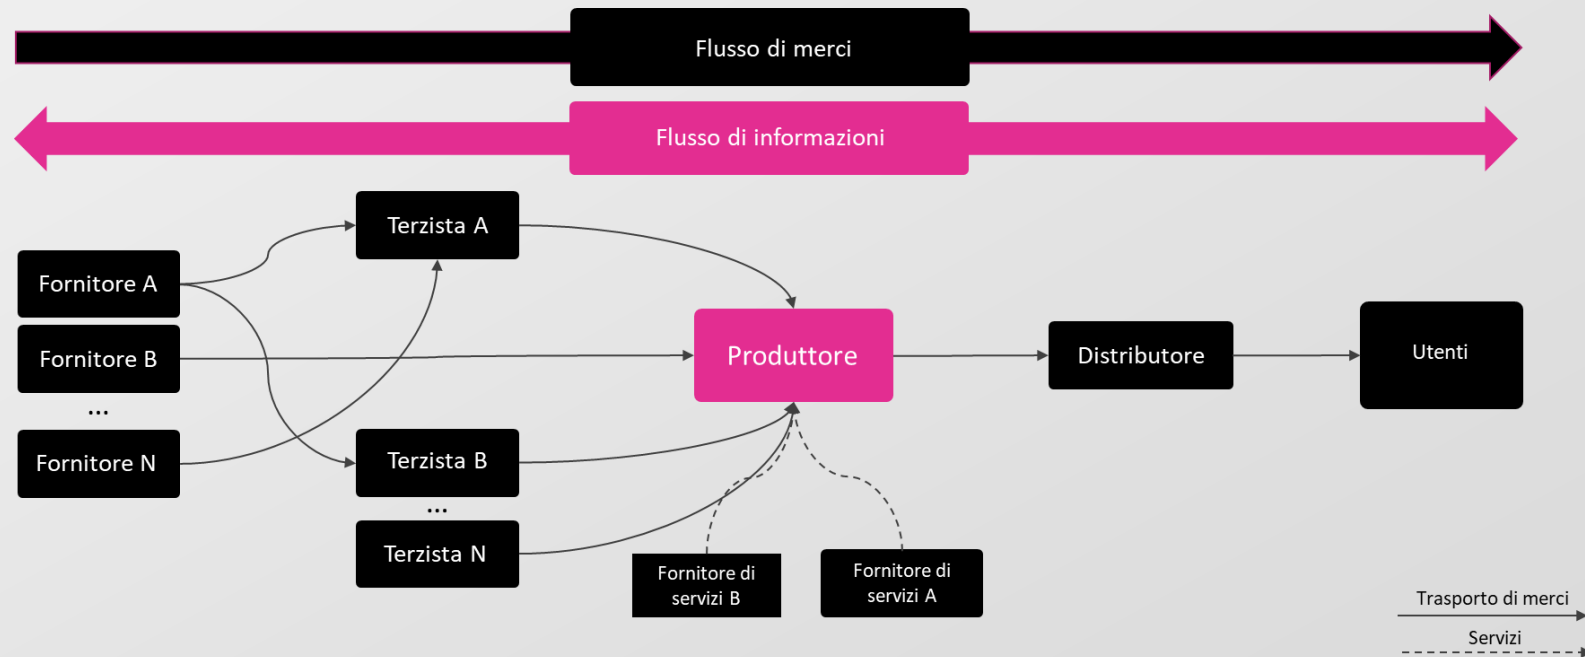 Flusso di merci
Flusso di informazioni
Terzista A
Fornitore A
Fornitore B
...
Fornitore N
Produttore
Distributore
Utenti
Terzista B
...
Terzista N
Fornitore di
servizi B
Fornitore di
servizi A
Trasporto di merci
Servizi